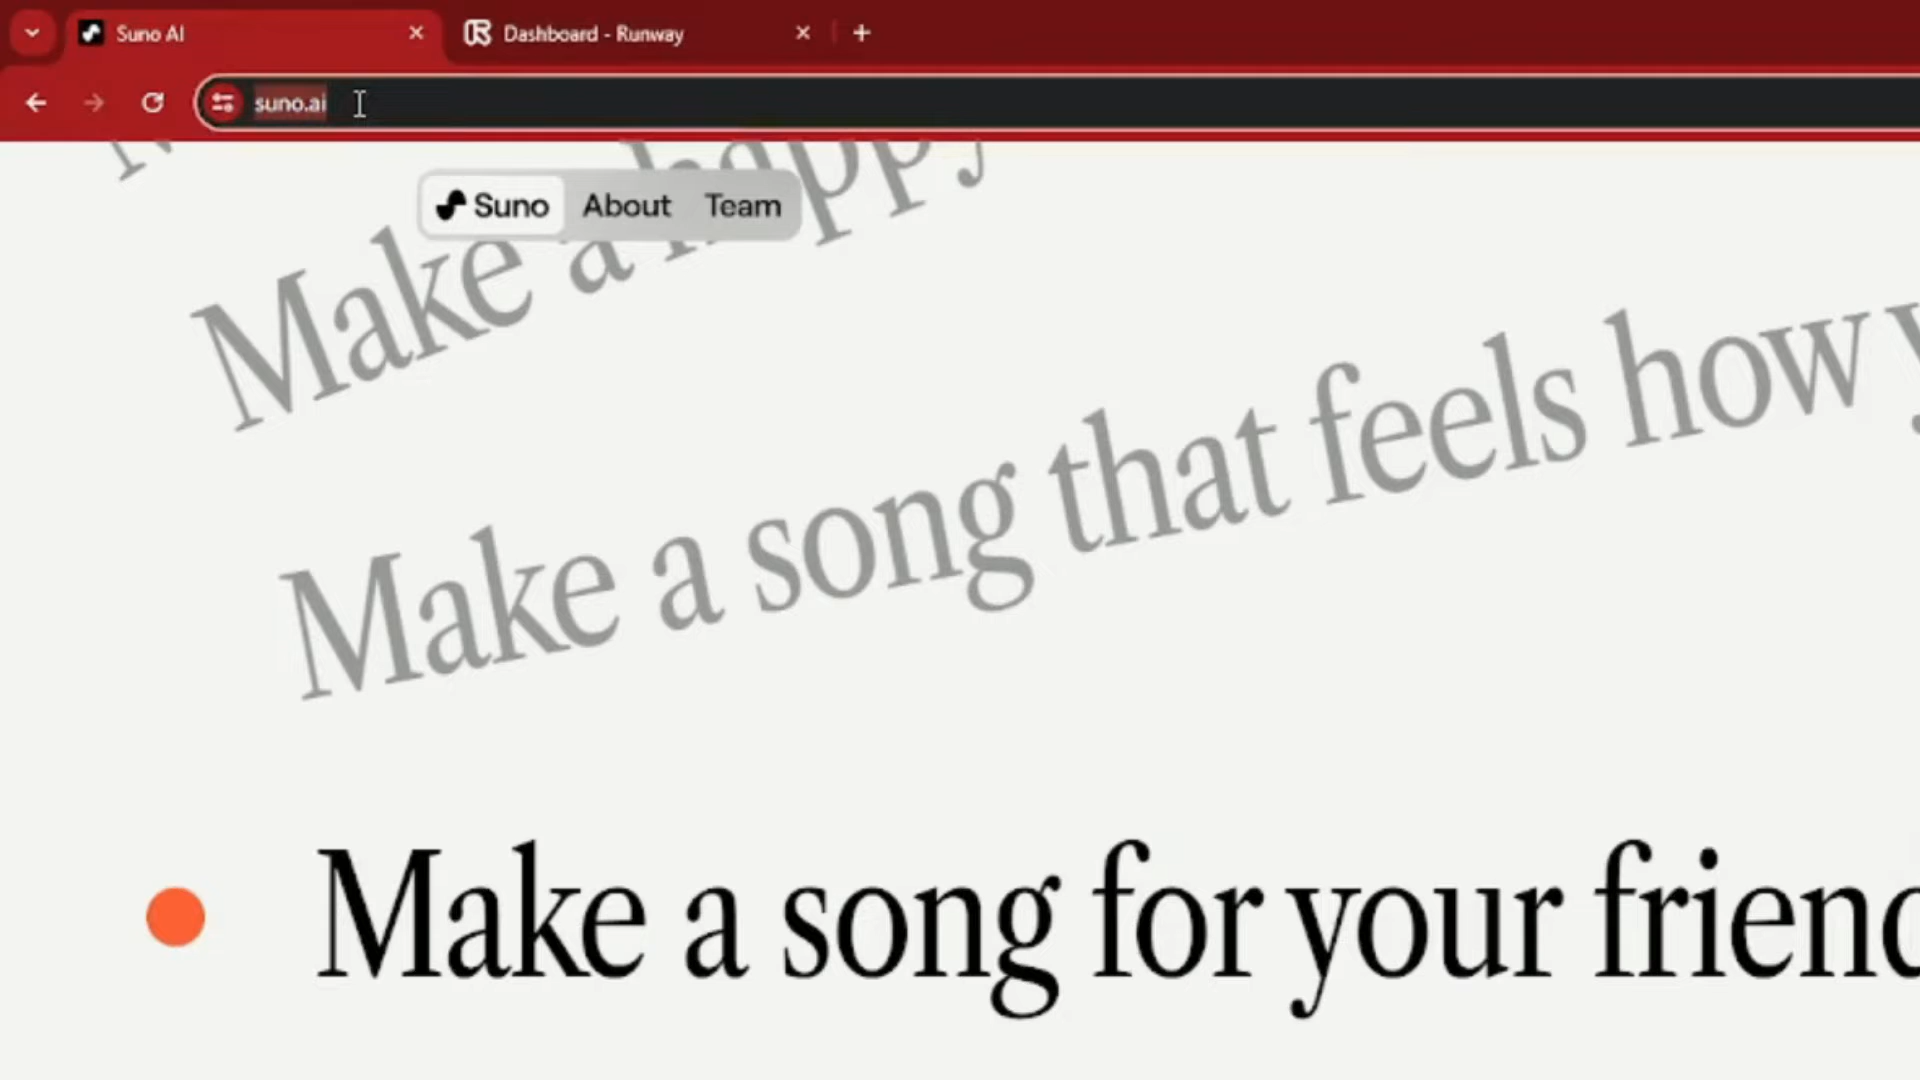 Suno AI
Dashboard - Runway
suno.ai
Suno About Team
Make a happy
Make a song that feels how
Make a song for your